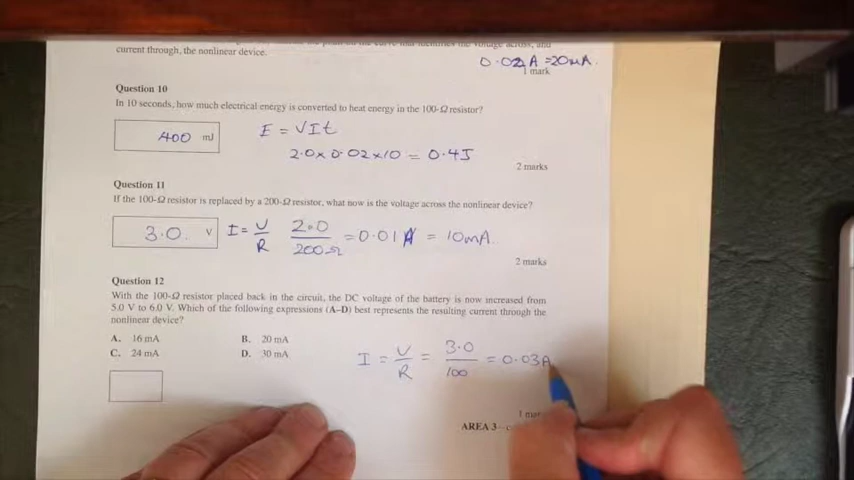 current through, the nonlinear device.
0.02A = 20mA.
1 mark
Question 10
In 10 seconds, how much electrical energy is converted to heat energy in the 100-Ω resistor?
400 mJ
E = VIt
2.0 × 0.02 × 10 = 0.4J
2 marks
Question 11
If the 100-Ω resistor is replaced by a 200-Ω resistor, what now is the voltage across the nonlinear device?
3.0. V
I = V/R 2.0/200Ω = 0.01A = 10mA.
2 marks
Question 12
With the 100-Ω resistor placed back in the circuit, the DC voltage of the battery is now increased from
5.0 V to 6.0 V. Which of the following expressions (A–D) best represents the resulting current through the
nonlinear device?
A. 16 mA B. 20 mA
C. 24 mA D. 30 mA
I = V/R = 3.0/100 = 0.03A
1 mar
AREA 3